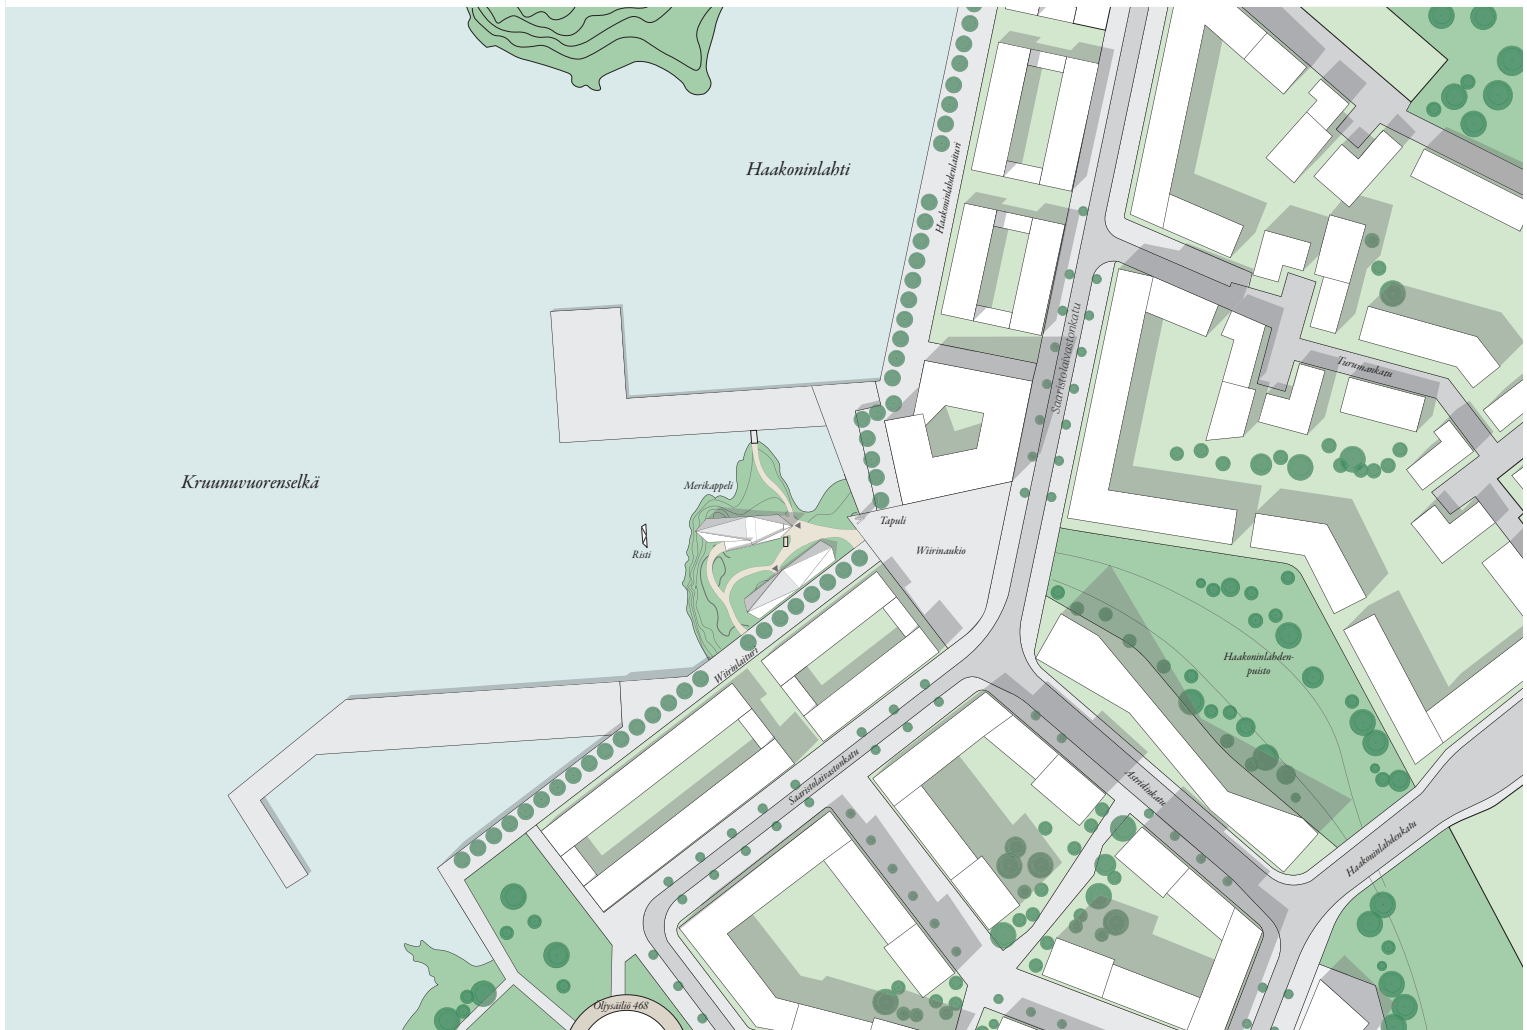 Haakoninlahti
Haakoninlahdenlaituri
Saaristolaivastonkatu
Turumankatu
Kruunuvuorenselkä
Merikappeli
Risti
Tapuli
Wiirinaukio
Wiirinlaituri
Haakoninlahden-
puisto
Saaristolaivastonkatu
Astridinkatu
Haakoninlahdenkatu
Öljysäiliö 468